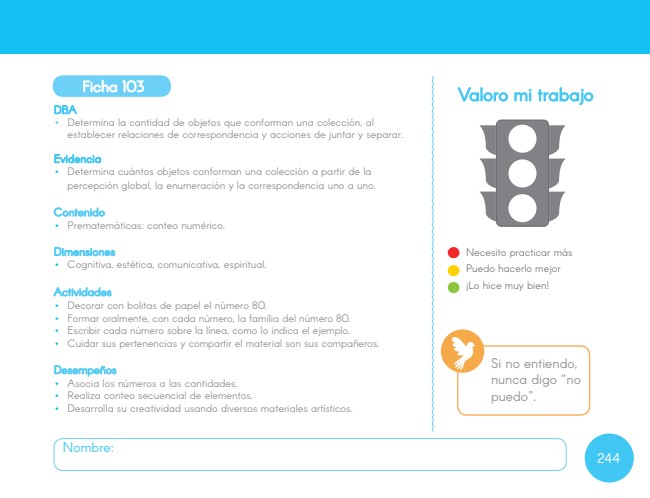 Ficha 103
DBA
• Determina la cantidad de objetos que conforman una colección, al
establecer relaciones de correspondencia y acciones de juntar y separar.
Evidencia
• Determina cuántos objetos conforman una colección a partir de la
percepción global, la enumeración y la correspondencia uno a uno.
Contenido
• Prematemáticas: conteo numérico.
Dimensiones
• Cognitiva, estética, comunicativa, espiritual.
Actividades
• Decorar con bolitas de papel el número 80.
• Formar oralmente, con cada número, la familia del número 80.
• Escribir cada número sobre la línea, como lo indica el ejemplo.
• Cuidar sus pertenencias y compartir el material son sus compañeros.
Desempeños
• Asocia los números a las cantidades.
• Realiza conteo secuencial de elementos.
• Desarrolla su creatividad usando diversos materiales artísticos.
Valoro mi trabajo
Necesito practicar más
Puedo hacerlo mejor
¡Lo hice muy bien!
Si no entiendo,
nunca digo "no
puedo".
Nombre:
244